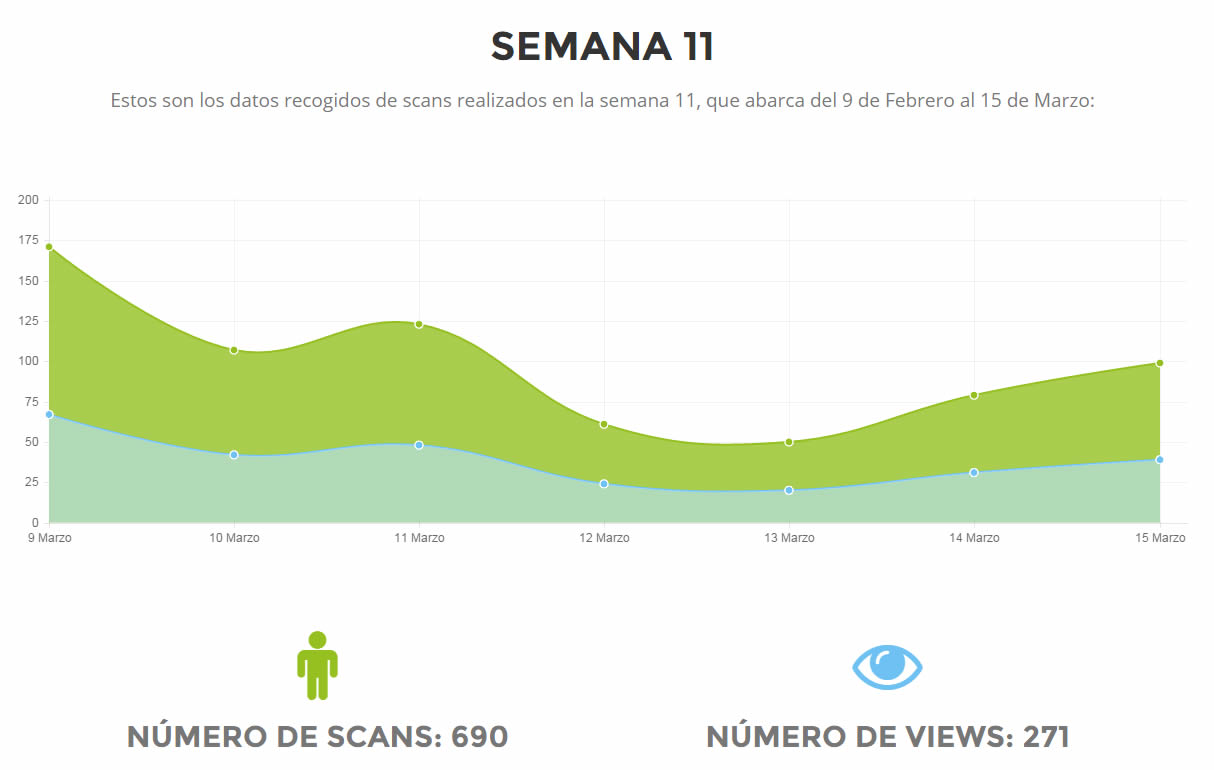 SEMANA 11
Estos son los datos recogidos de scans realizados en la semana 11, que abarca del 9 de Febrero al 15 de Marzo:
200
175
150
125
100
75
50
25
0
9 Marzo 10 Marzo 11 Marzo 12 Marzo 13 Marzo 14 Marzo 15 Marzo
NÚMERO DE SCANS: 690 NÚMERO DE VIEWS: 271